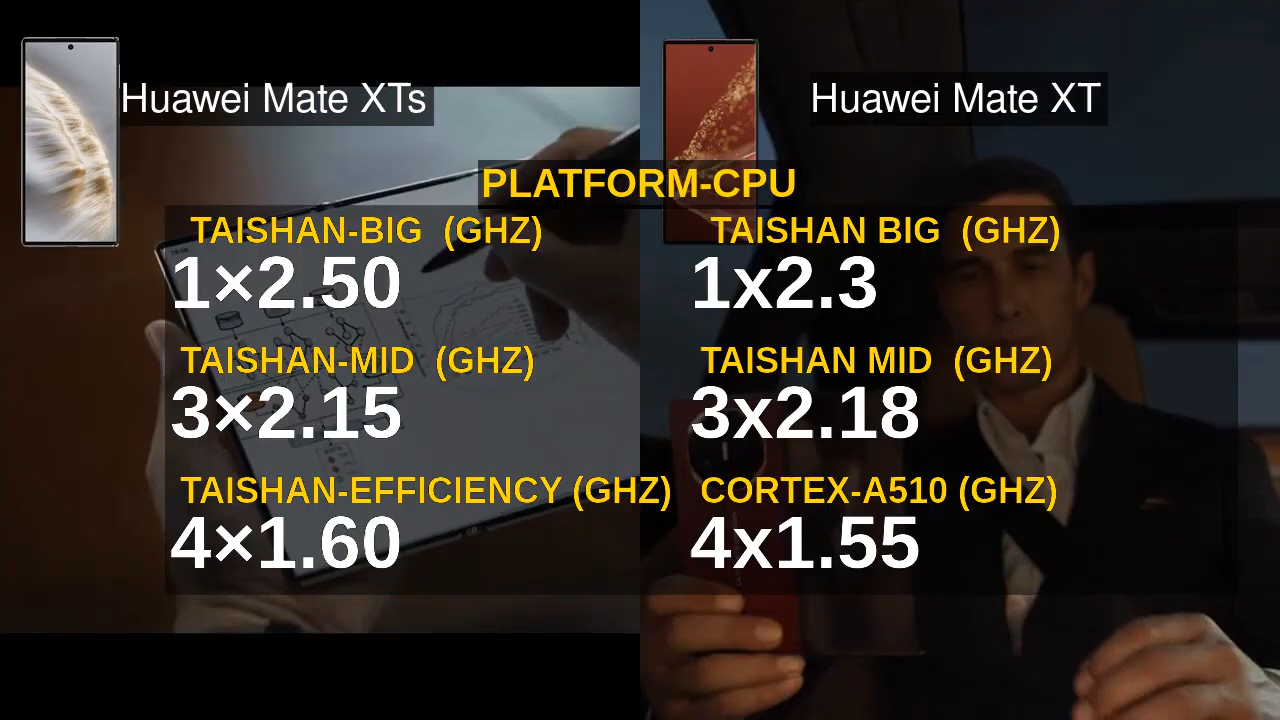 Huawei Mate XTs
Huawei Mate XT
PLATFORM-CPU
TAISHAN-BIG (GHZ)
1×2.50
TAISHAN BIG (GHZ)
1x2.3
TAISHAN-MID (GHZ)
3×2.15
TAISHAN MID (GHZ)
3x2.18
TAISHAN-EFFICIENCY (GHZ)
4×1.60
CORTEX-A510 (GHZ)
4x1.55